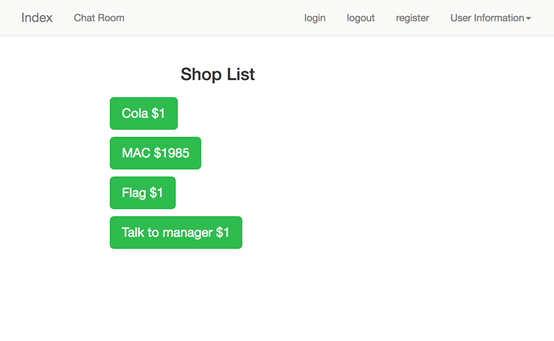 Index Chat Room login logout register User Information
Shop List
Cola $1
MAC $1985
Flag $1
Talk to manager $1